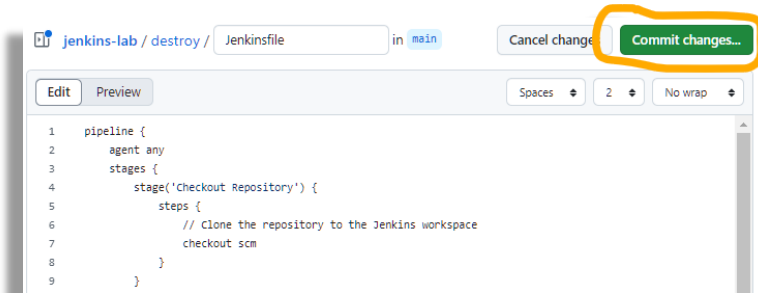 jenkins-lab / destroy / Jenkinsfile in main Cancel change Commit changes...
Edit Preview Spaces 2 No wrap
1 pipeline {
2 agent any
3 stages {
4 stage('Checkout Repository') {
5 steps {
6 // Clone the repository to the Jenkins workspace
7 checkout scm
8 }
9 }